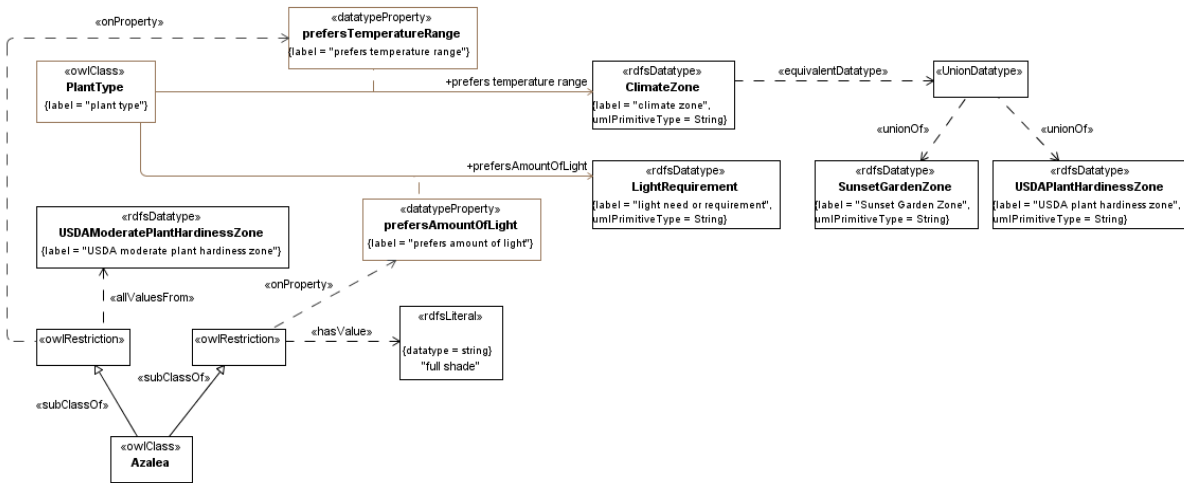 «onProperty»
«datatypeProperty»
prefersTemperatureRange
{label = "prefers temperature range"}
«owlClass»
PlantType
{label = "plant type"}
+prefers temperature range
«rdfsDatatype»
ClimateZone
{label = "climate zone",
umlPrimitiveType = String}
«equivalentDatatype»
«UnionDatatype»
«unionOf»
«unionOf»
+prefersAmountOfLight
«rdfsDatatype»
LightRequirement
{label = "light need or requirement",
umlPrimitiveType = String}
«rdfsDatatype»
SunsetGardenZone
{label = "Sunset Garden Zone",
umlPrimitiveType = String}
«rdfsDatatype»
USDAPlantHardinessZone
{label = "USDA plant hardiness zone",
umlPrimitiveType = String}
«rdfsDatatype»
USDAModeratePlantHardinessZone
{label = "USDA moderate plant hardiness zone"}
«datatypeProperty»
prefersAmountOfLight
{label = "prefers amount of light"}
«allValuesFrom»
«onProperty»
«owlRestriction»
«owlRestriction»
«hasValue»
«rdfsLiteral»
{datatype = string}
"full shade"
«subClassOf»
«subClassOf»
«owlClass»
Azalea